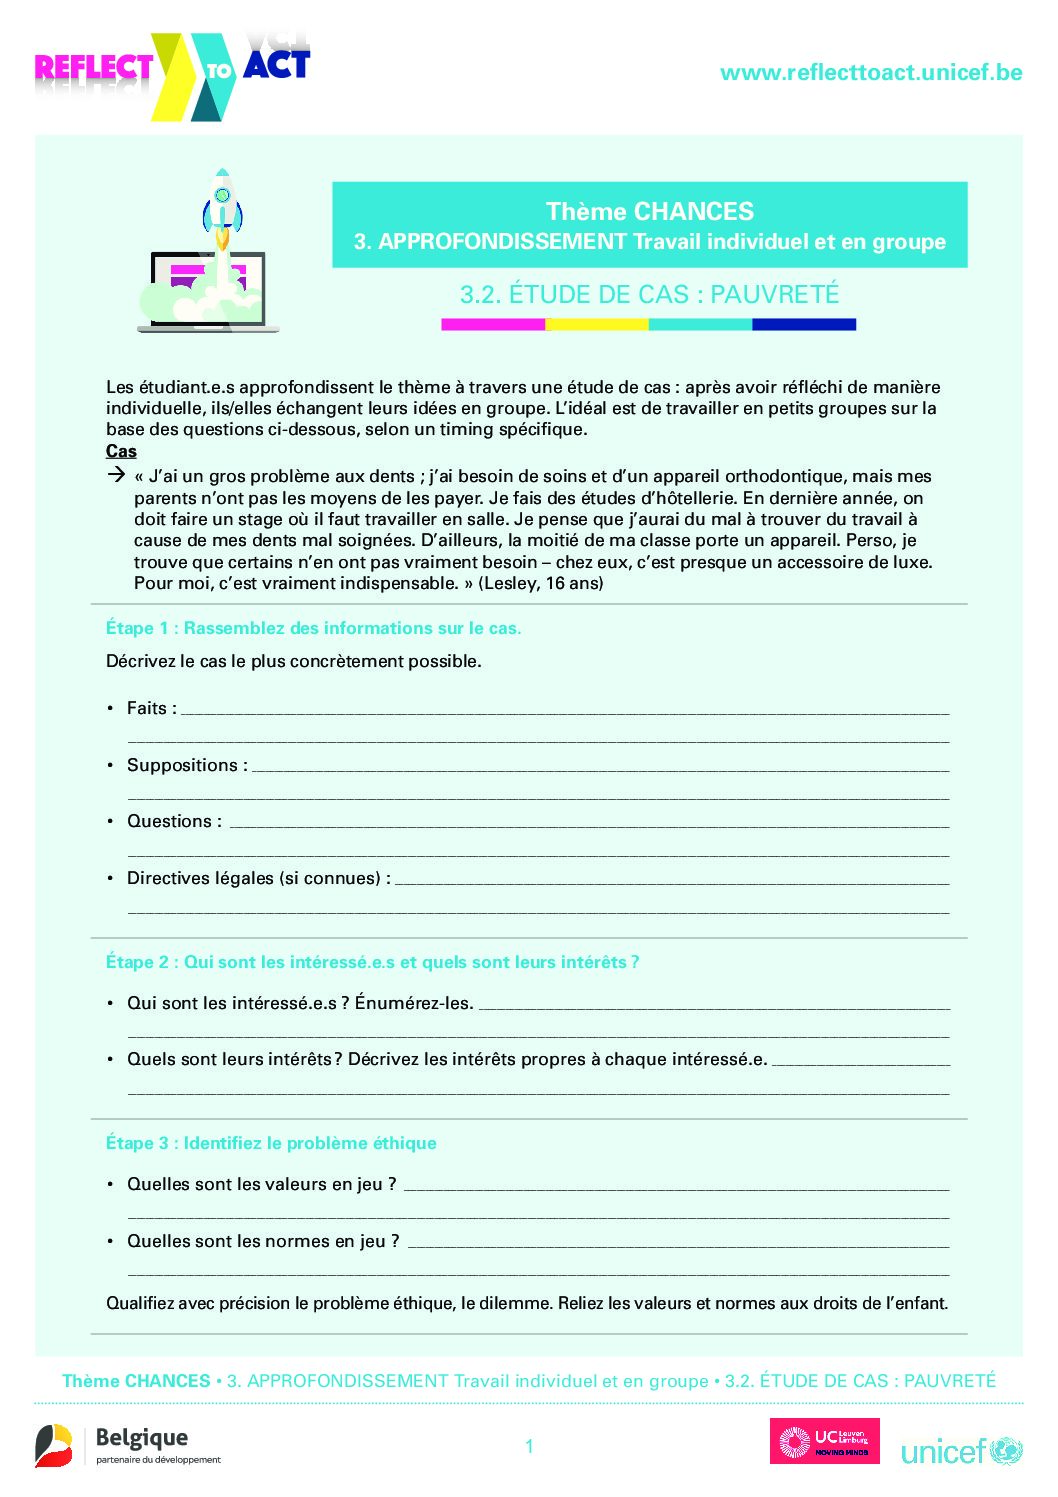 REFLECT TO ACT
www.reflecttoact.unicef.be
Thème CHANCES
3. APPROFONDISSEMENT Travail individuel et en groupe
3.2. ÉTUDE DE CAS : PAUVRETÉ
Les étudiant.e.s approfondissent le thème à travers une étude de cas : après avoir réfléchi de manière
individuelle, ils/elles échangent leurs idées en groupe. L’idéal est de travailler en petits groupes sur la
base des questions ci-dessous, selon un timing spécifique.
Cas
→ « J’ai un gros problème aux dents ; j’ai besoin de soins et d’un appareil orthodontique, mais mes
parents n’ont pas les moyens de les payer. Je fais des études d’hôtellerie. En dernière année, on
doit faire un stage où il faut travailler en salle. Je pense que j’aurai du mal à trouver du travail à
cause de mes dents mal soignées. D’ailleurs, la moitié de ma classe porte un appareil. Perso, je
trouve que certains n’en ont pas vraiment besoin – chez eux, c’est presque un accessoire de luxe.
Pour moi, c’est vraiment indispensable. » (Lesley, 16 ans)
Étape 1 : Rassemblez des informations sur le cas.
Décrivez le cas le plus concrètement possible.
• Faits :
• Suppositions :
• Questions :
• Directives légales (si connues) :
Étape 2 : Qui sont les intéressé.e.s et quels sont leurs intérêts ?
• Qui sont les intéressé.e.s ? Énumérez-les.
• Quels sont leurs intérêts ? Décrivez les intérêts propres à chaque intéressé.e.
Étape 3 : Identifiez le problème éthique
• Quelles sont les valeurs en jeu ?
• Quelles sont les normes en jeu ?
Qualifiez avec précision le problème éthique, le dilemme. Reliez les valeurs et normes aux droits de l’enfant.
Thème CHANCES • 3. APPROFONDISSEMENT Travail individuel et en groupe • 3.2. ÉTUDE DE CAS : PAUVRETÉ
Belgique
partenaire du développement
1
UC Leuven
Limburg
MOVING MINDS
unicef